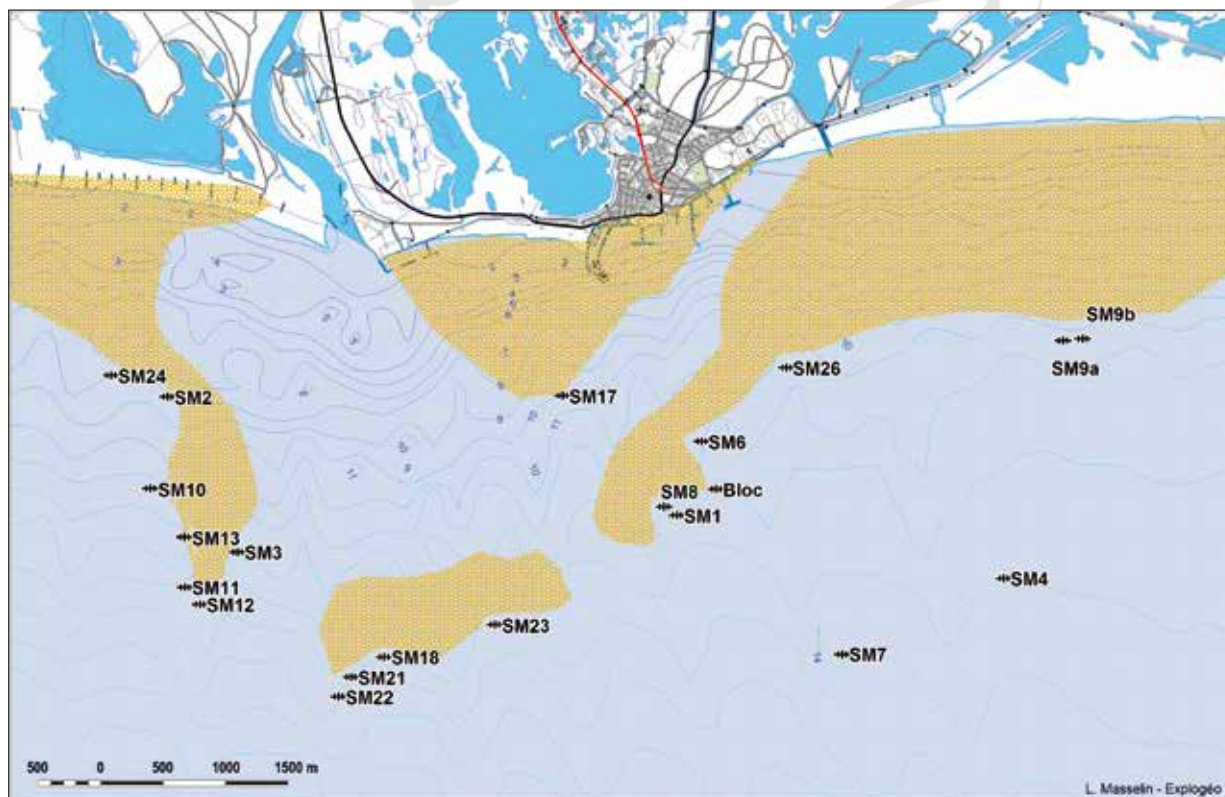 SM9b
SM9a
SM24
SM2
SM17
SM26
SM6
SM10
SM8
Bloc
SM1
SM13
SM3
SM11
SM12
SM4
SM23
SM18
SM7
SM21
SM22
500 0 500 1000 1500 m
L. Masselin - Explogéo